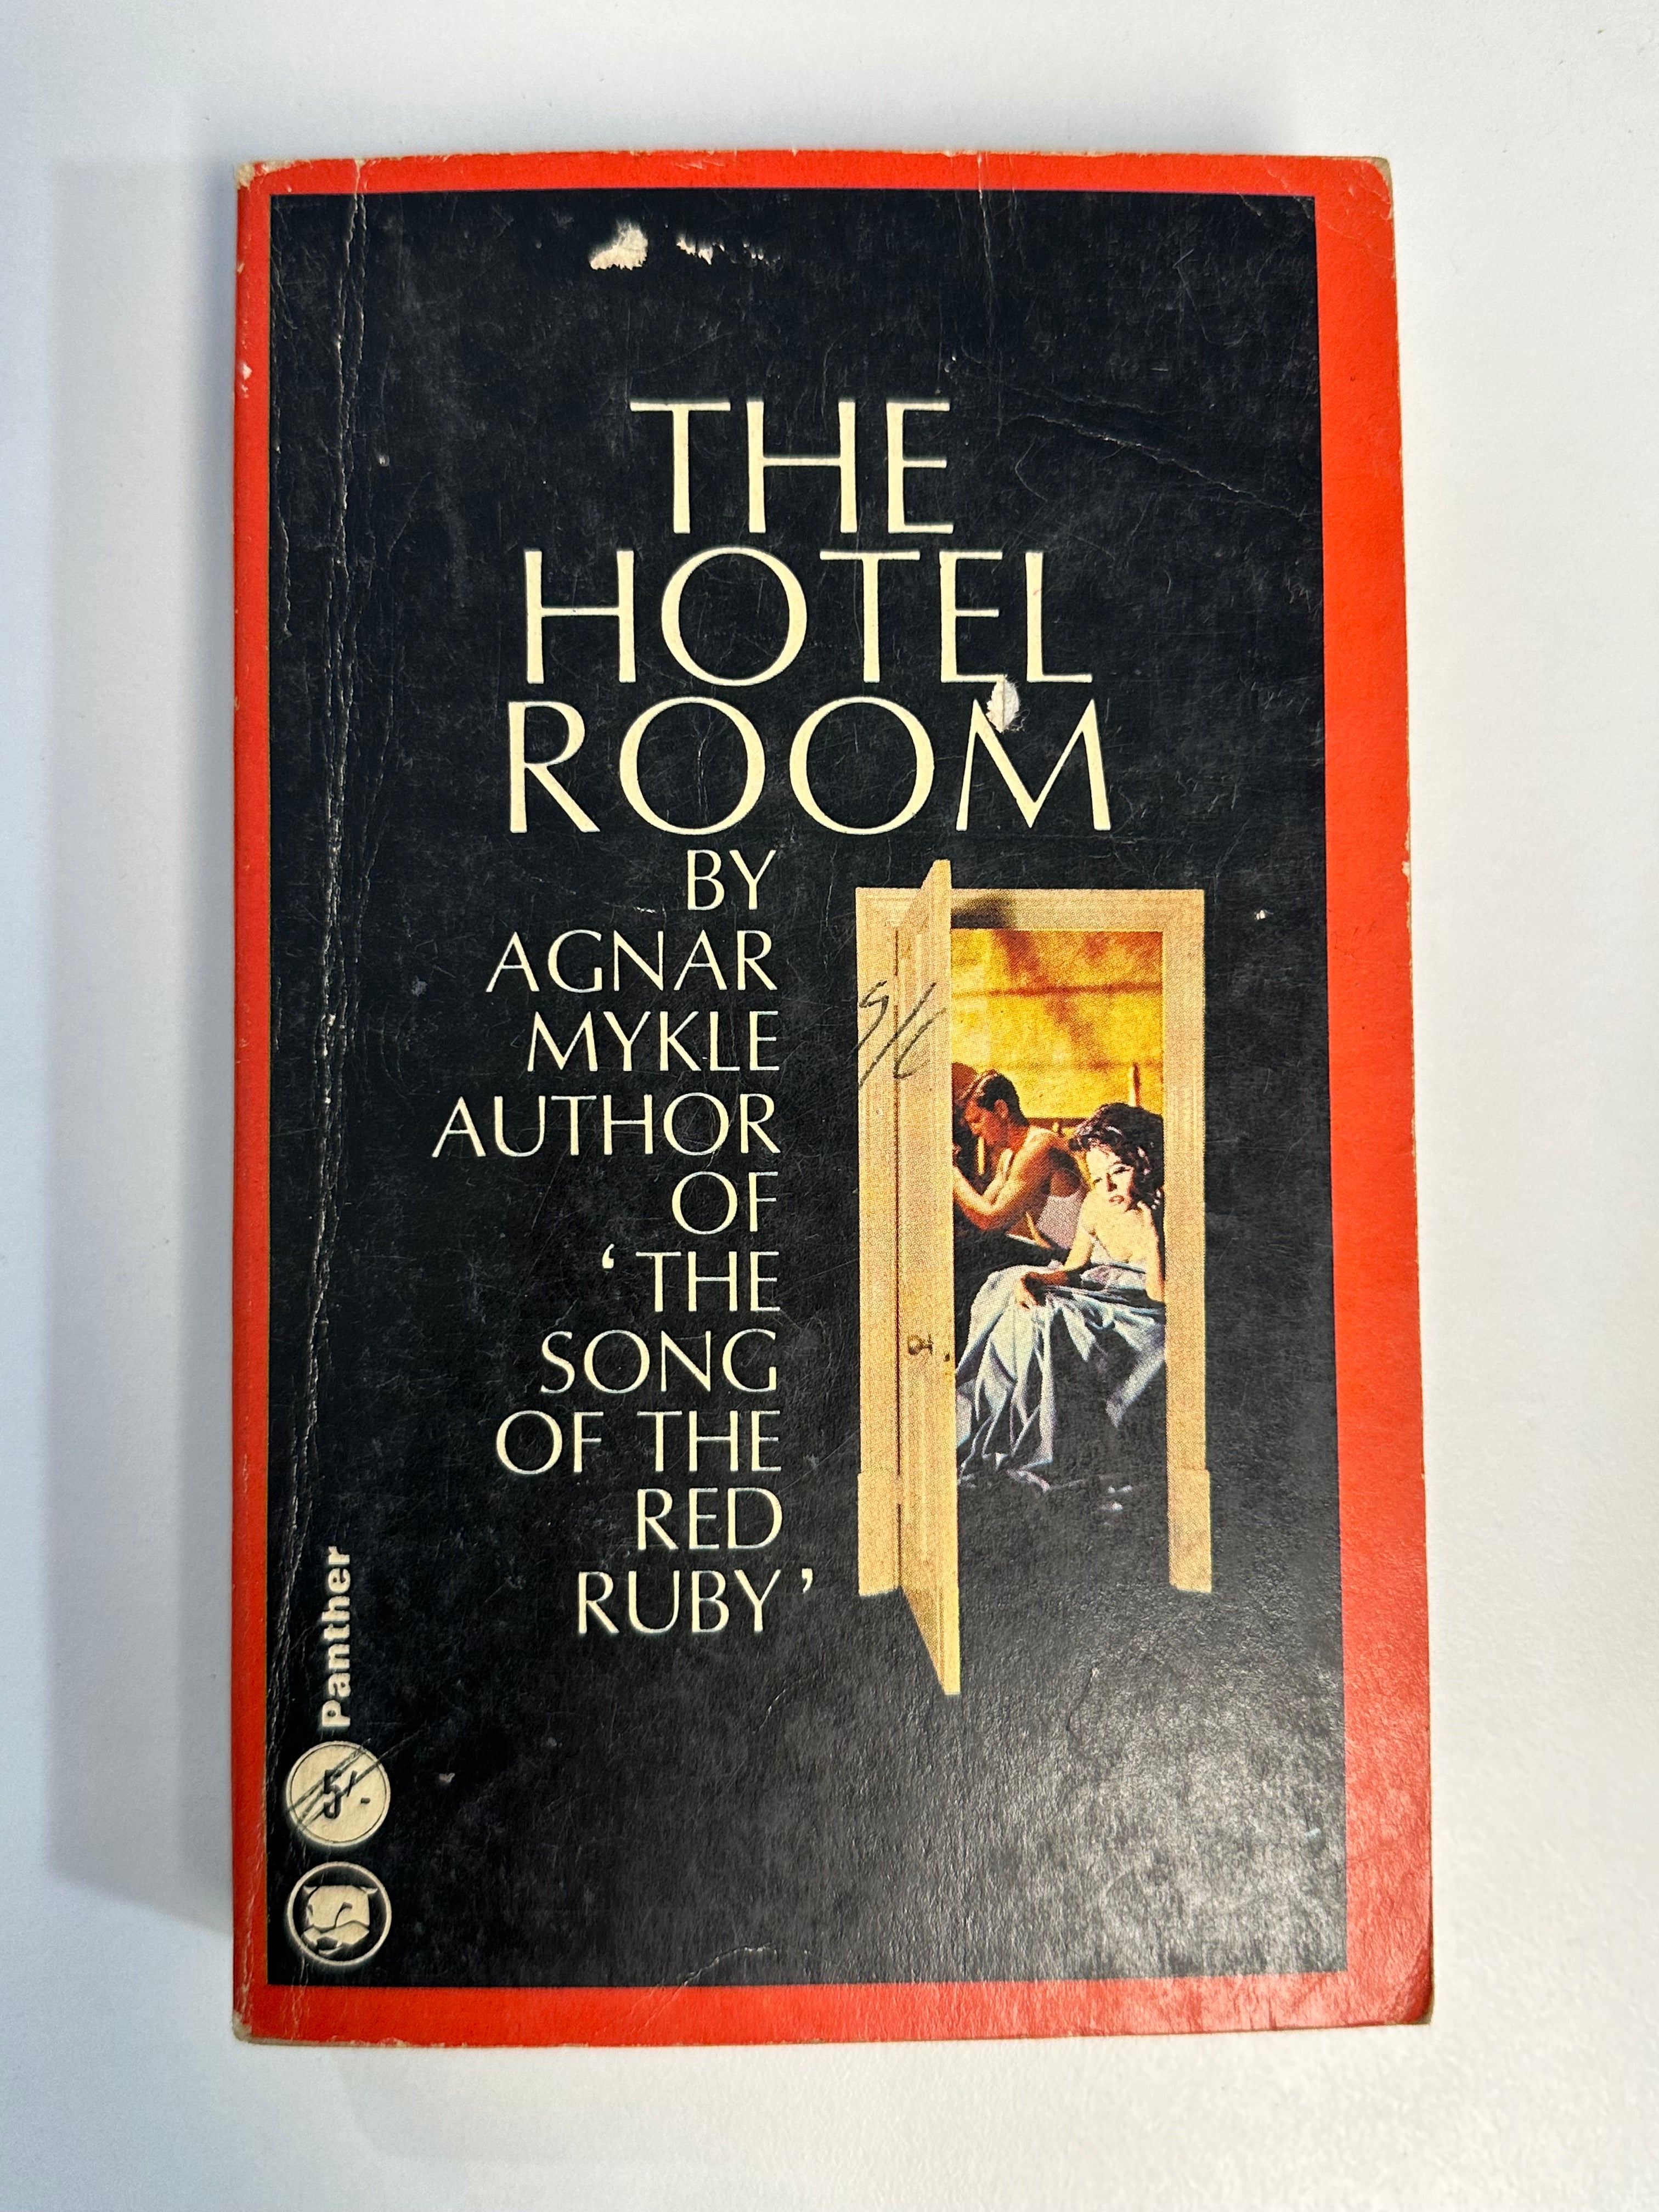 THE
HOTEL
ROOM
BY
AGNAR
MYKLE
AUTHOR
OF
‘THE
SONG
OF THE
RED
RUBY’
Panther
5/.